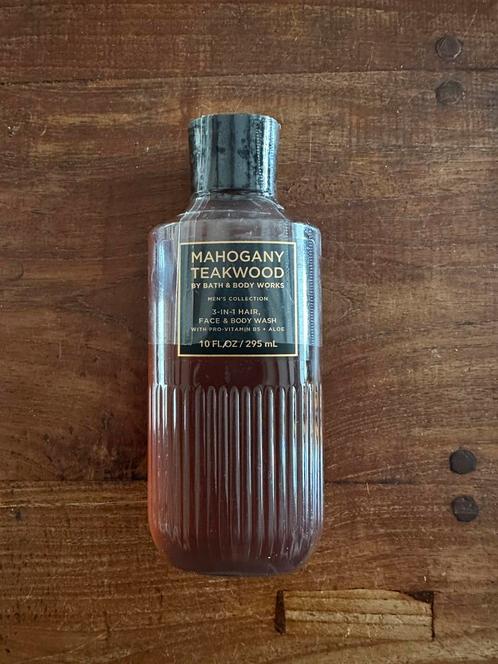 MAHOGANY
TEAKWOOD
BY BATH & BODY WORKS
MEN'S COLLECTION
3-IN-1 HAIR,
FACE & BODY WASH
WITH PRO-VITAMIN B5 + ALOE
10 FL OZ / 295 mL